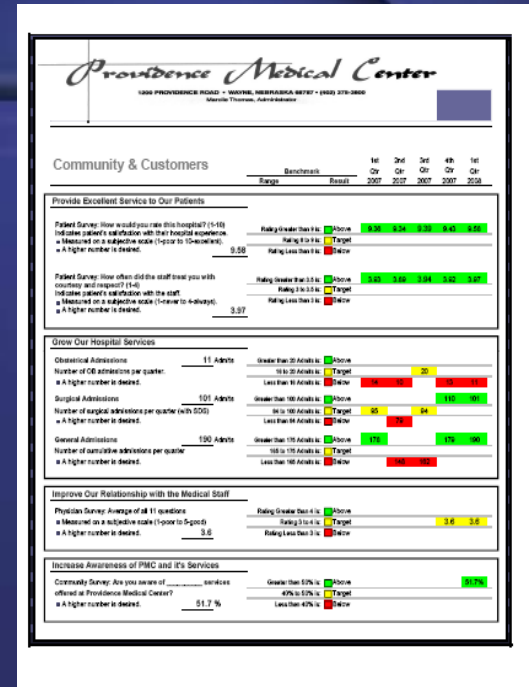 Providence Medical Center
1200 PROVIDENCE ROAD • WAYNE, NEBRASKA 68787 • (402) 375-3800
Marcile Thomas, Administrator
Community & Customers
Benchmark
Range Result
1st Qtr 2007 2nd Qtr 2007 3rd Qtr 2007 4th Qtr 2007 1st Qtr 2008
Provide Excellent Service to Our Patients
Patient Survey: How would you rate this hospital? (1-10)
Indicates patient's satisfaction with their hospital experience.
Measured on a subjective scale (1-poor to 10-excellent).
A higher number is desired. 9.58
Rating Greater than 9 is: Above 9.36 9.34 9.39 9.43 9.58
Rating 8 to 9 is: Target
Rating Less than 8 is: Below
Patient Survey: How often did the staff treat you with
courtesy and respect? (1-4)
Indicates patient's satisfaction with the staff
Measured on a subjective scale (1-never to 4-always).
A higher number is desired. 3.97
Rating Greater than 3.5 is: Above 3.93 3.89 3.94 3.92 3.97
Rating 3 to 3.5 is: Target
Rating Less than 3 is: Below
Grow Our Hospital Services
Obstetrical Admissions 11 Admits
Number of OB admissions per quarter.
A higher number is desired.
Greater than 20 Admits is: Above
16 to 20 Admits is: Target 20
Less than 16 Admits is: Below 13 11
Surgical Admissions 101 Admits
Number of surgical admissions per quarter (with SDS)
A higher number is desired.
Greater than 100 Admits is: Above 110 101
84 to 100 Admits is: Target 95 94
Less than 84 Admits is: Below 79
General Admissions 190 Admits
Number of cumulative admissions per quarter
A higher number is desired.
Greater than 175 Admits is: Above 178 179 190
165 to 175 Admits is: Target
Less than 165 Admits is: Below
Improve Our Relationship with the Medical Staff
Physician Survey: Average of all 11 questions
Measured on a subjective scale (1-poor to 5-good)
A higher number is desired. 3.6
Rating Greater than 4 is: Above
Rating 3 to 4 is: Target 3.6 3.6
Rating Less than 3 is: Below
Increase Awareness of PMC and it's Services
Community Survey: Are you aware of __________ services
offered at Providence Medical Center?
A higher number is desired. 51.7 %
Greater than 50% is: Above 51.7%
40% to 50% is: Target
Less than 40% is: Below